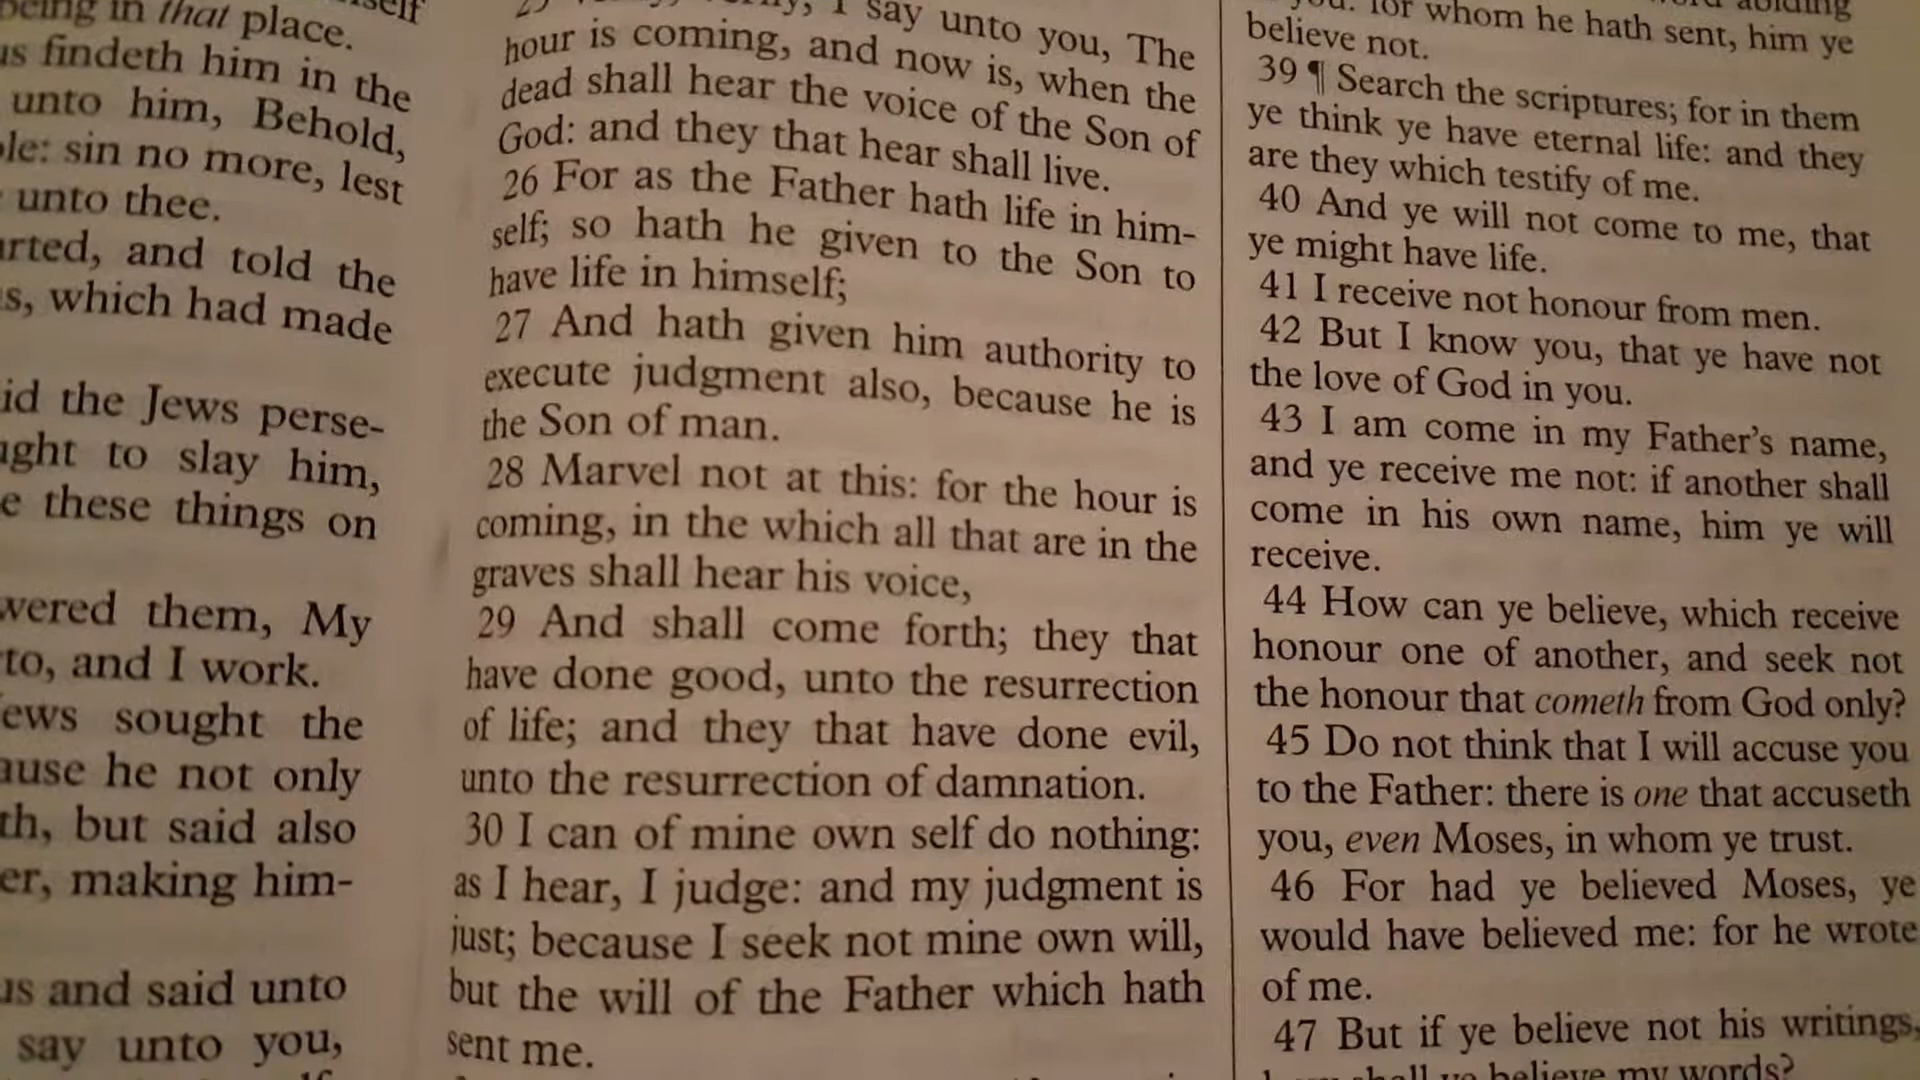 being in that place.
findeth him in the
unto him, Behold,
sin no more, lest
unto thee.
and told the
which had made
the Jews perse-
to slay him,
these things on
them, My
and I work.
sought the
he not only
but said also
making him-
and said unto
say unto you,
I say unto you, The
hour is coming, and now is, when the
dead shall hear the voice of the Son of
God: and they that hear shall live.
26 For as the Father hath life in him-
self; so hath he given to the Son to
have life in himself;
27 And hath given him authority to
execute judgment also, because he is
the Son of man.
28 Marvel not at this: for the hour is
coming, in the which all that are in the
graves shall hear his voice,
29 And shall come forth; they that
have done good, unto the resurrection
of life; and they that have done evil,
unto the resurrection of damnation.
30 I can of mine own self do nothing:
as I hear, I judge: and my judgment is
just; because I seek not mine own will,
but the will of the Father which hath
sent me.
for whom he hath sent, him ye
believe not.
39 ¶ Search the scriptures; for in them
ye think ye have eternal life: and they
are they which testify of me.
40 And ye will not come to me, that
ye might have life.
41 I receive not honour from men.
42 But I know you, that ye have not
the love of God in you.
43 I am come in my Father's name,
and ye receive me not: if another shall
come in his own name, him ye will
receive.
44 How can ye believe, which receive
honour one of another, and seek not
the honour that cometh from God only?
45 Do not think that I will accuse you
to the Father: there is one that accuseth
you, even Moses, in whom ye trust.
46 For had ye believed Moses, ye
would have believed me: for he wrote
of me.
47 But if ye believe not his writings,
shall ye believe my words?